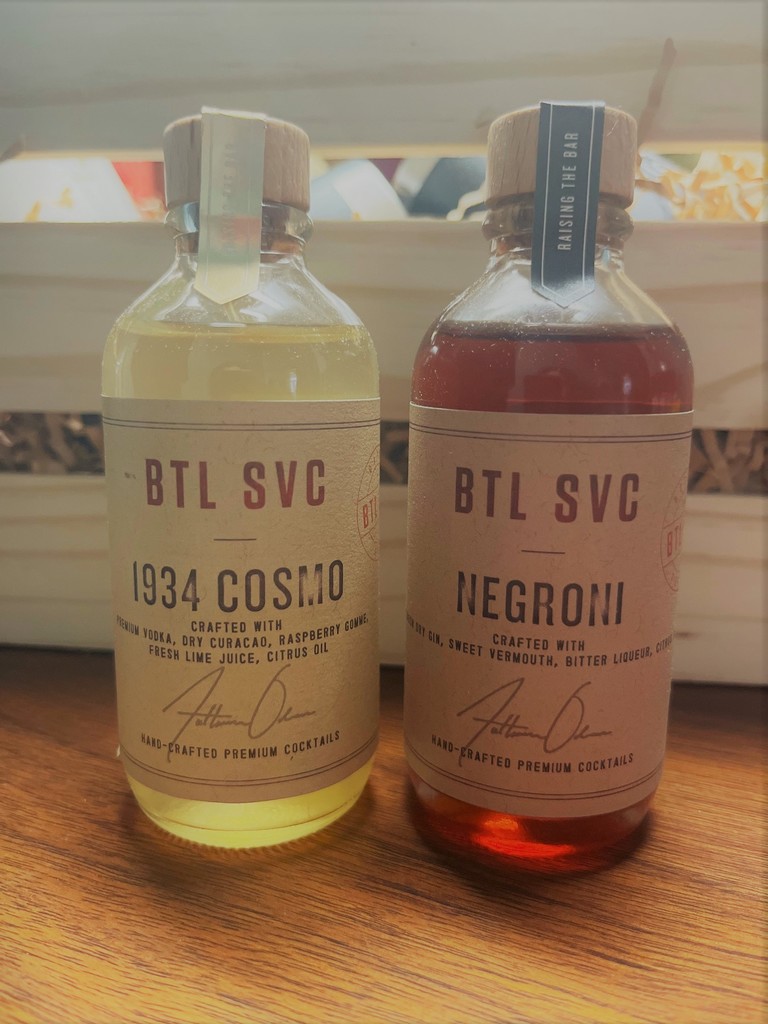 BTL SVC
1934 COSMO
CRAFTED WITH
VODKA, DRY CURACAO, RASPBERRY GOMME,
FRESH LIME JUICE, CITRUS OIL
HAND-CRAFTED PREMIUM COCKTAILS
RAISING THE BAR
BTL SVC
NEGRONI
CRAFTED WITH
DRY GIN, SWEET VERMOUTH, BITTER LIQUEUR,
HAND-CRAFTED PREMIUM COCKTAILS